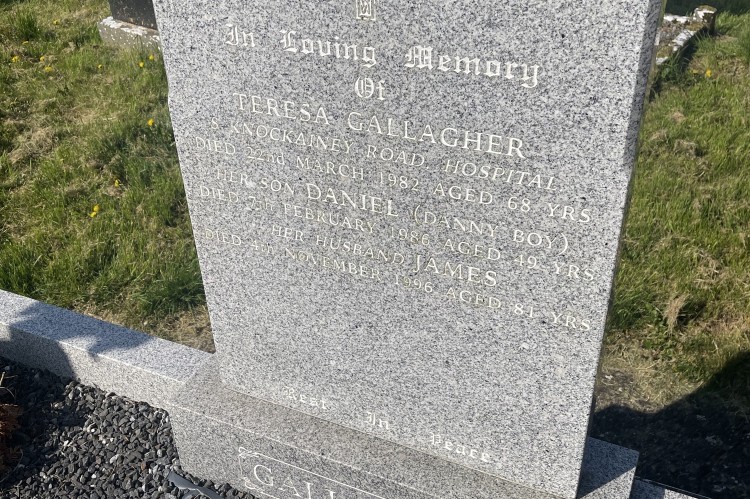 In Loving Memory
Of
TERESA GALLAGHER
8 KNOCKAINEY ROAD, HOSPITAL
DIED 22nd MARCH 1982 AGED 68 YRS
HER SON DANIEL (DANNY BOY)
DIED 7th FEBRUARY 1986 AGED 49 YRS
HER HUSBAND JAMES
DIED 4th NOVEMBER 1996 AGED 81 YRS
Rest In Peace